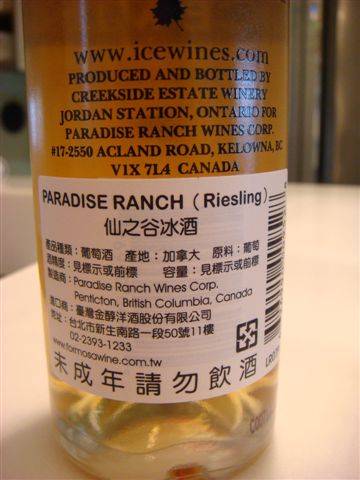 www.icewines.com
PRODUCED AND BOTTLED BY
CREEKSIDE ESTATE WINERY
JORDAN STATION, ONTARIO FOR
PARADISE RANCH WINES CORP.
#17-2550 ACLAND ROAD, KELOWNA, BC
V1X 7L4 CANADA
PARADISE RANCH（Riesling）
仙之谷冰酒
產品種類：葡萄酒 產地：加拿大 原料：葡萄
酒精度：見標示或前標 容量：見標示或前標
製造商：Paradise Ranch Wines Corp.
Penticton, British Columbia, Canada
進口商：臺灣金醇洋酒股份有限公司
地址：台北市新生南路一段50號11樓
02-2393-1233
www.formosawine.com.tw
未成年請勿飲酒